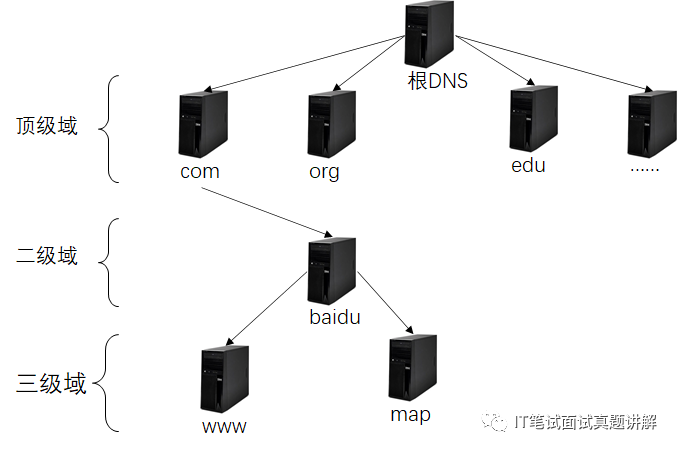 根DNS
顶级域
com
org
edu
......
二级域
baidu
三级域
www
map
IT笔试面试真题讲解